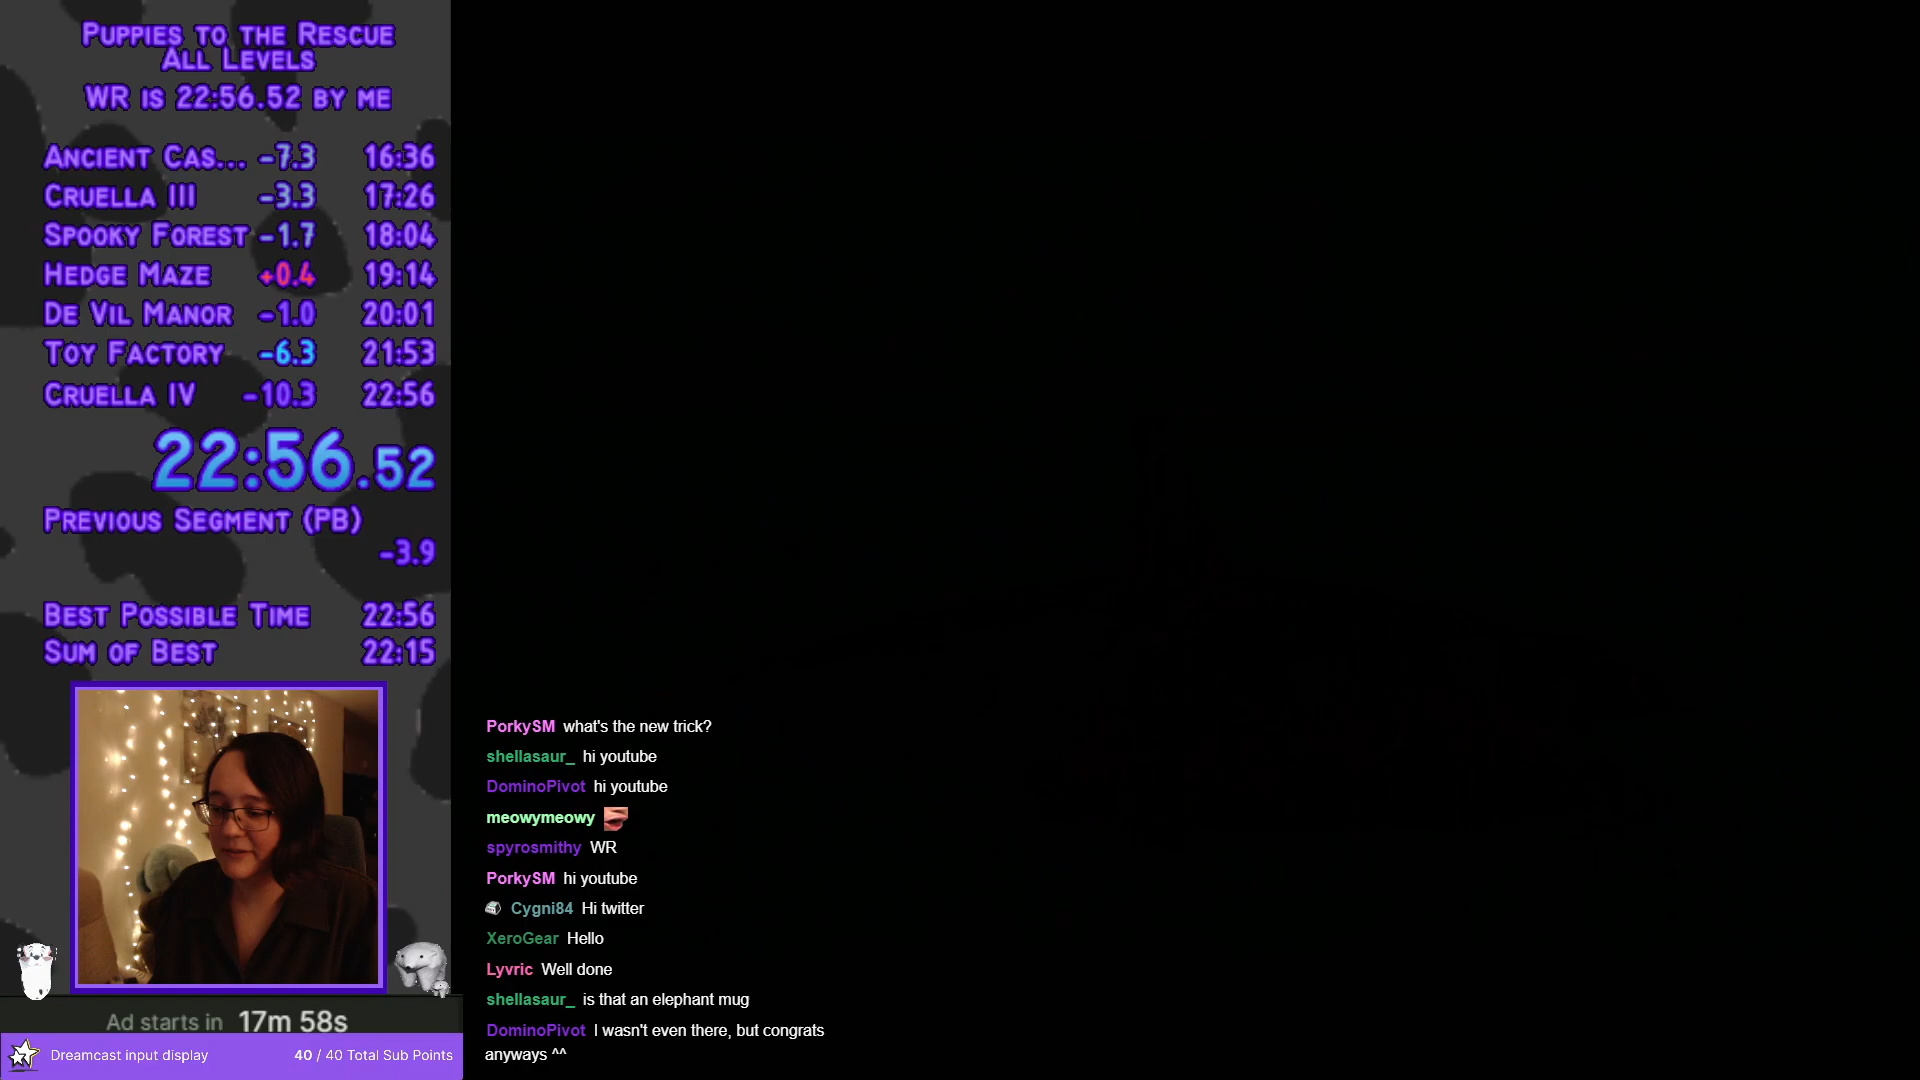 Puppies to the Rescue
All Levels
WR is 22:56.52 by me
Ancient Cas... -7.3 16:36
Cruella III -3.3 17:26
Spooky Forest -1.7 18:04
Hedge Maze +0.4 19:14
De Vil Manor -1.0 20:01
Toy Factory -6.3 21:53
Cruella IV -10.3 22:56
22:56.52
Previous Segment (PB)
-3.9
Best Possible Time 22:56
Sum of Best 22:15
Ad starts in 17m 58s
Dreamcast input display 40 / 40 Total Sub Points
PorkySM what's the new trick?
shellasaur_ hi youtube
DominoPivot hi youtube
meowymeowy
spyrosmithy WR
PorkySM hi youtube
Cygni84 Hi twitter
XeroGear Hello
Lyvric Well done
shellasaur_ is that an elephant mug
DominoPivot I wasn't even there, but congrats
anyways ^^